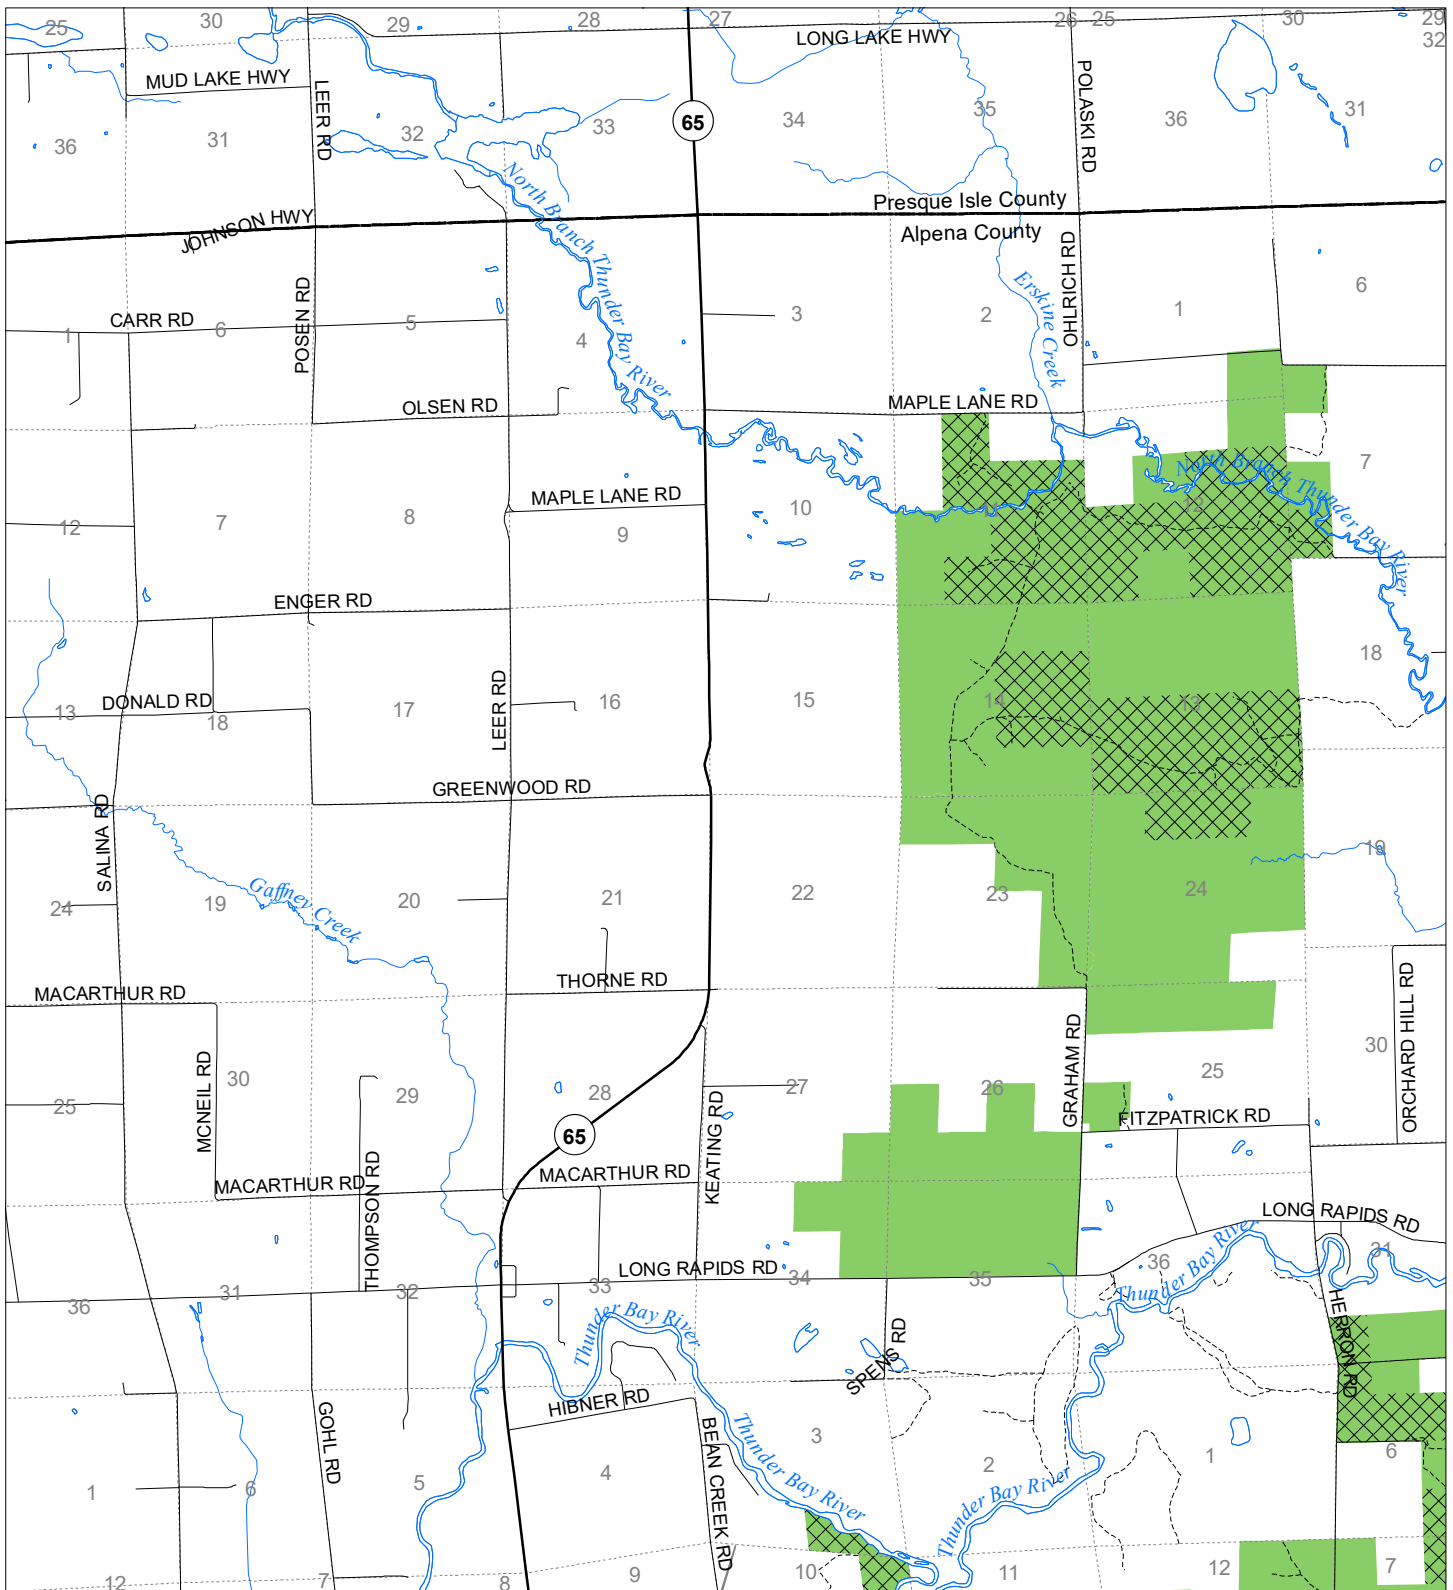 25
30
29
28
27
26
25
30
29
32
LONG LAKE HWY
MUD LAKE HWY
LEER RD
POLASKI RD
65
36
31
32
33
34
35
36
31
North Branch Thunder Bay River
Presque Isle County
JOHNSON HWY
Alpena County
OHLRICH RD
Erskine Creek
POSEN RD
CARR RD
1
6
5
4
3
2
1
6
OLSEN RD
MAPLE LANE RD
North Branch Thunder Bay River
MAPLE LANE RD
12
7
8
9
10
11
12
7
ENGER RD
LEER RD
DONALD RD
13
18
17
16
15
14
13
18
GREENWOOD RD
SALINA RD
Gaffney Creek
24
19
20
21
22
23
24
19
THORNE RD
MACARTHUR RD
ORCHARD HILL RD
GRAHAM RD
MCNEIL RD
30
29
28
27
26
25
30
25
KEATING RD
FITZPATRICK RD
65
MACARTHUR RD
THOMPSON RD
MACARTHUR RD
LONG RAPIDS RD
LONG RAPIDS RD
36
31
32
33
34
35
36
31
Thunder Bay River
Thunder Bay River
HERRON RD
SPENS RD
HIBNER RD
GOHL RD
BEAN CREEK RD
Thunder Bay River
Thunder Bay River
1
6
5
4
3
2
1
6
12
7
8
9
10
11
12
7